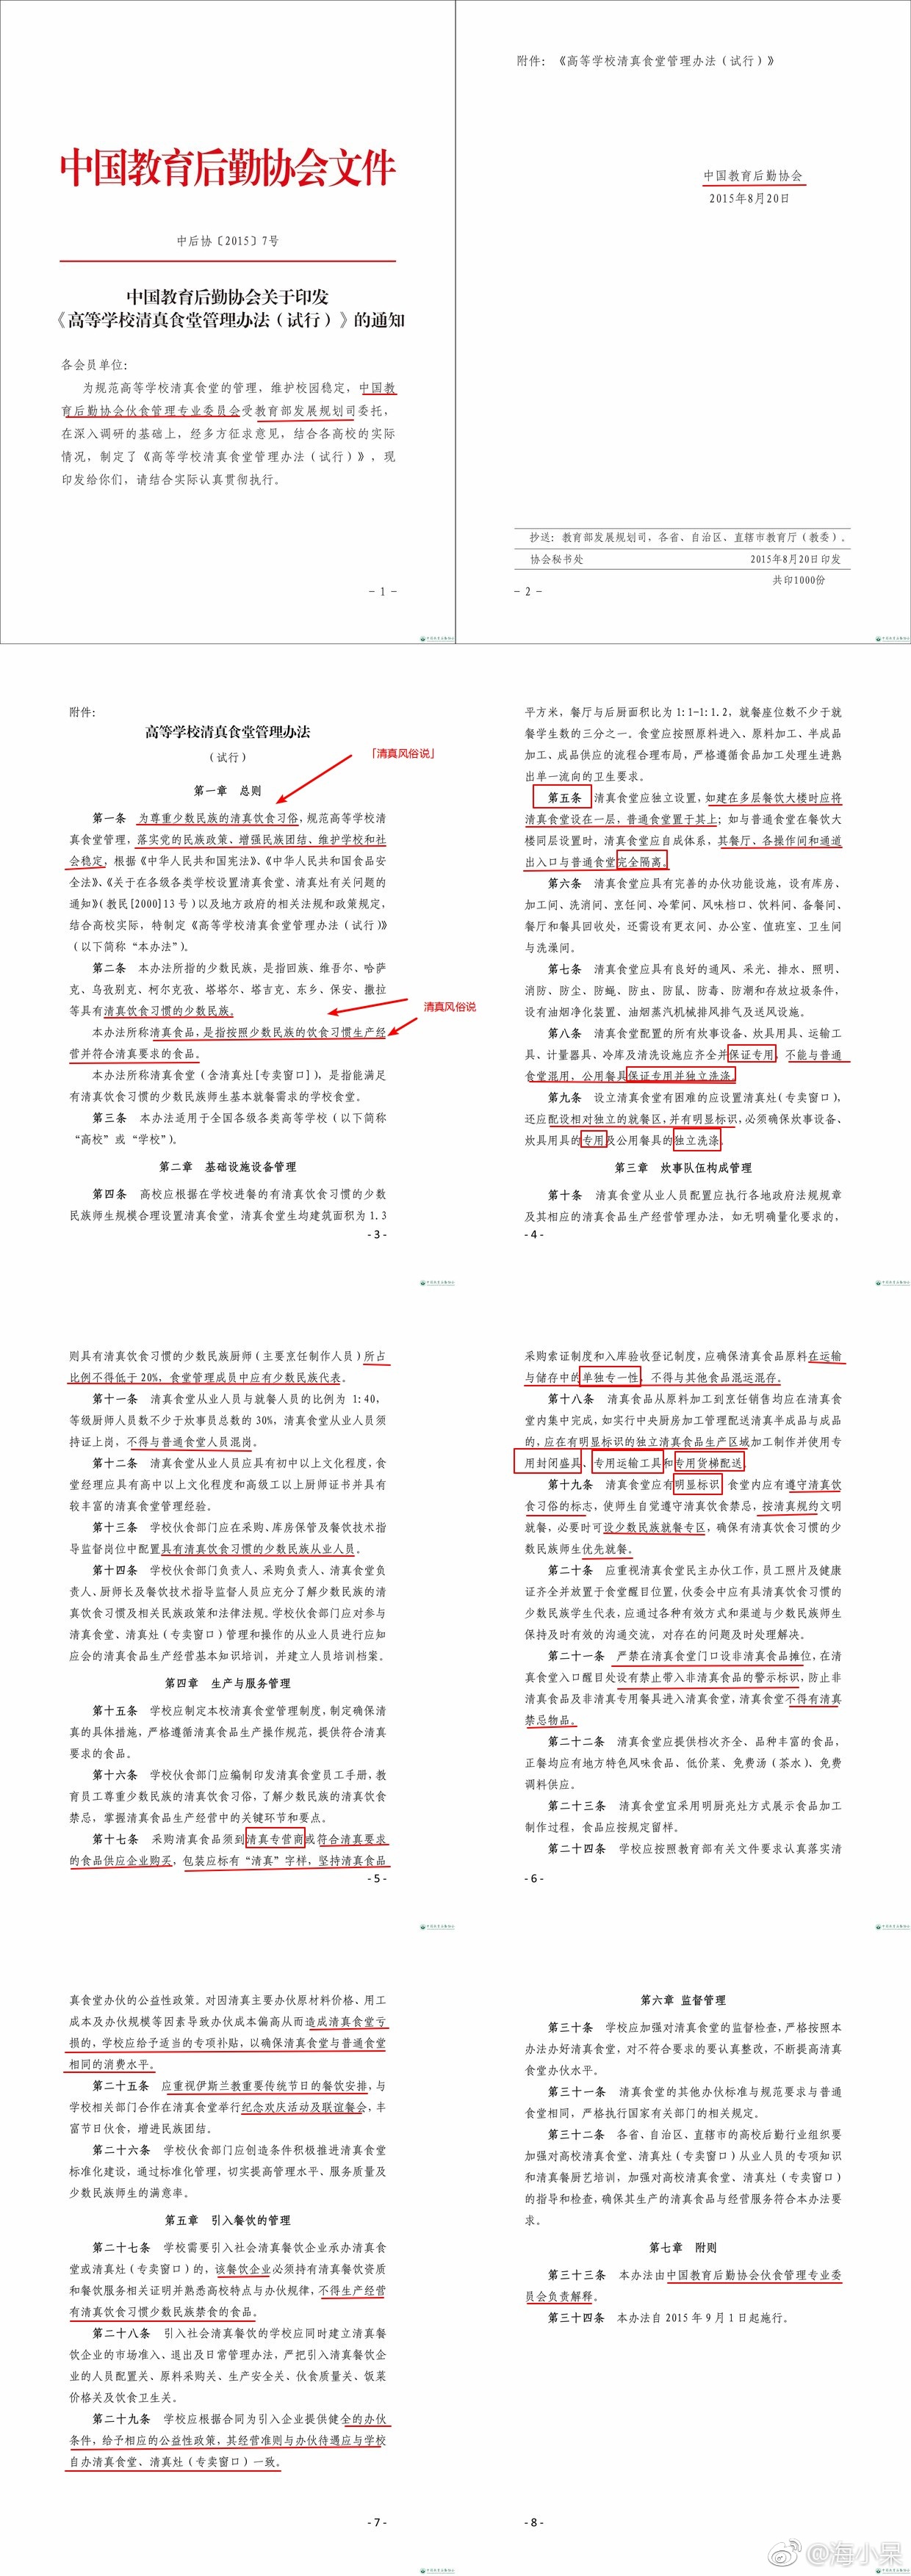 中国教育后勤协会文件
中后协〔2015〕7号
中国教育后勤协会关于印发
《高等学校清真食堂管理办法（试行）》的通知
各会员单位：
为规范高等学校清真食堂的管理，维护校园稳定，中国教
育后勤协会伙食管理专业委员会受教育部发展规划司委托，
在深入调研的基础上，经多方征求意见，结合各高校的实际
情况，制定了《高等学校清真食堂管理办法（试行）》，现
印发给你们，请结合实际认真贯彻执行。
- 1 -
附件：《高等学校清真食堂管理办法（试行）》
中国教育后勤协会
2015年8月20日
抄送：教育部发展规划司，各省、自治区、直辖市教育厅（教委）。
协会秘书处 2015年8月20日印发
共印1000份
- 2 -
中国教育后勤协会
中国教育后勤协会
附件：
高等学校清真食堂管理办法
（试行）
「清真风俗说」
第一章 总则
第一条 为尊重少数民族的清真饮食习俗，规范高等学校清
真食堂管理，落实党的民族政策、增强民族团结、维护学校和社
会稳定，根据《中华人民共和国宪法》、《中华人民共和国食品安
全法》、《关于在各级各类学校设置清真食堂、清真灶有关问题的
通知》（教民[2000]13号）以及地方政府的相关法规和政策规定，
结合高校实际，特制定《高等学校清真食堂管理办法（试行）》
（以下简称“本办法”）。
第二条 本办法所指的少数民族，是指回族、维吾尔、哈萨
克、乌孜别克、柯尔克孜、塔塔尔、塔吉克、东乡、保安、撒拉
等具有清真饮食习惯的少数民族。
清真风俗说
本办法所称清真食品，是指按照少数民族的饮食习惯生产经
营并符合清真要求的食品。
本办法所称清真食堂（含清真灶[专卖窗口]），是指能满足
有清真饮食习惯的少数民族师生基本就餐需求的学校食堂。
第三条 本办法适用于全国各级各类高等学校（以下简称
“高校”或“学校”）。
第二章 基础设施设备管理
第四条 高校应根据在学校进餐的有清真饮食习惯的少数
民族师生规模合理设置清真食堂，清真食堂生均建筑面积为1.3
- 3 -
平方米，餐厅与后厨面积比为1:1-1:1.2，就餐座位数不少于就
餐学生数的三分之一。食堂应按照原料进入、原料加工、半成品
加工、成品供应的流程合理布局，严格遵循食品加工处理生进熟
出单一流向的卫生要求。
第五条 清真食堂应独立设置，如建在多层餐饮大楼时应将
清真食堂设在一层，普通食堂置于其上；如与普通食堂在餐饮大
楼同层设置时，清真食堂应自成体系，其餐厅、各操作间和通道
出入口与普通食堂完全隔离。
第六条 清真食堂应具有完善的办伙功能设施，设有库房、
加工间、洗消间、烹饪间、冷荤间、风味档口、饮料间、备餐间、
餐厅和餐具回收处，还需设有更衣间、办公室、值班室、卫生间
与洗澡间。
第七条 清真食堂应具有良好的通风、采光、排水、照明、
消防、防尘、防蝇、防虫、防鼠、防毒、防潮和存放垃圾条件，
设有油烟净化装置、油烟蒸汽机械排风排气及送风设施。
第八条 清真食堂配置的所有炊事设备、炊具用具、运输工
具、计量器具、冷库及清洗设施应齐全并保证专用，不能与普通
食堂混用，公用餐具保证专用并独立洗涤。
第九条 设立清真食堂有困难的应设置清真灶（专卖窗口），
还应配设相对独立的就餐区，并有明显标识，必须确保炊事设备、
炊具用具的专用及公用餐具的独立洗涤。
第三章 炊事队伍构成管理
第十条 清真食堂从业人员配置应执行各地政府法规规章
及其相应的清真食品生产经营管理办法，如无明确量化要求的，
- 4 -
中国教育后勤协会
中国教育后勤协会
则具有清真饮食习惯的少数民族厨师（主要烹饪制作人员）所占
比例不得低于20%，食堂管理成员中应有少数民族代表。
第十一条 清真食堂从业人员与就餐人员的比例为 1:40，
等级厨师人员数不少于炊事员总数的30%，清真食堂从业人员须
持证上岗，不得与普通食堂人员混岗。
第十二条 清真食堂从业人员应具有初中以上文化程度，食
堂经理应具有高中以上文化程度和高级工以上厨师证书并具有
较丰富的清真食堂管理经验。
第十三条 学校伙食部门应在采购、库房保管及餐饮技术指
导监督岗位中配置具有清真饮食习惯的少数民族从业人员。
第十四条 学校伙食部门负责人、采购负责人、清真食堂负
责人、厨师长及餐饮技术指导监督人员应充分了解少数民族的清
真饮食习惯及相关民族政策和法律法规。学校伙食部门应对参与
清真食堂、清真灶（专卖窗口）管理和操作的从业人员进行应知
应会的清真食品生产经营基本知识培训，并建立人员培训档案。
第四章 生产与服务管理
第十五条 学校应制定本校清真食堂管理制度，制定确保清
真的具体措施，严格遵循清真食品生产操作规范，提供符合清真
要求的食品。
第十六条 学校伙食部门应编制印发清真食堂员工手册，教
育员工尊重少数民族的清真饮食习俗，了解少数民族的清真饮食
禁忌，掌握清真食品生产经营中的关键环节和要点。
第十七条 采购清真食品须到清真专营商或符合清真要求
的食品供应企业购买，包装应标有“清真”字样，坚持清真食品
- 5 -
采购索证制度和入库验收登记制度，应确保清真食品原料在运输
与储存中的单独专一性，不得与其他食品混运混存。
第十八条 清真食品从原料加工到烹饪销售均应在清真食
堂内集中完成，如实行中央厨房加工管理配送清真半成品与成品
的，应在有明显标识的独立清真食品生产区域加工制作并使用专
用封闭盛具、专用运输工具和专用货梯配送。
第十九条 清真食堂应有明显标识，食堂内应有遵守清真饮
食习俗的标志，使师生自觉遵守清真饮食禁忌，按清真规约文明
就餐，必要时可设少数民族就餐专区，确保有清真饮食习惯的少
数民族师生优先就餐。
第二十条 应重视清真食堂民主办伙工作，员工照片及健康
证齐全并放置于食堂醒目位置，伙委会中应有具清真饮食习惯的
少数民族学生代表，应通过各种有效方式和渠道与少数民族师生
保持及时有效的沟通交流，对存在的问题及时处理解决。
第二十一条 严禁在清真食堂门口设非清真食品摊位，在清
真食堂入口醒目处设有禁止带入非清真食品的警示标识，防止非
清真食品及非清真专用餐具进入清真食堂，清真食堂不得有清真
禁忌物品。
第二十二条 清真食堂应提供档次齐全、品种丰富的食品，
正餐均应有地方特色风味食品、低价菜、免费汤（茶水）、免费
调料供应。
第二十三条 清真食堂宜采用明厨亮灶方式展示食品加工
制作过程，食品应按规定留样。
第二十四条 学校应按照教育部有关文件要求认真落实清
- 6 -
中国教育后勤协会
中国教育后勤协会
真食堂办伙的公益性政策。对因清真主要办伙原材料价格、用工
成本及办伙规模等因素导致办伙成本偏高从而造成清真食堂亏
损的，学校应给予适当的专项补贴，以确保清真食堂与普通食堂
相同的消费水平。
第二十五条 应重视伊斯兰教重要传统节日的餐饮安排，与
学校相关部门合作在清真食堂举行纪念欢庆活动及联谊餐会，丰
富节日伙食，增进民族团结。
第二十六条 学校伙食部门应创造条件积极推进清真食堂
标准化建设，通过标准化管理，切实提高管理水平、服务质量及
少数民族师生的满意率。
第五章 引入餐饮的管理
第二十七条 学校需要引入社会清真餐饮企业承办清真食
堂或清真灶（专卖窗口）的，该餐饮企业必须持有清真餐饮资质
和餐饮服务相关证明并熟悉高校特点与办伙规律，不得生产经营
有清真饮食习惯少数民族禁食的食品。
第二十八条 引入社会清真餐饮的学校应同时建立清真餐
饮企业的市场准入、退出及日常管理办法，严把引入清真餐饮企
业的人员配置关、原料采购关、生产安全关、伙食质量关、饭菜
价格关及饮食卫生关。
第二十九条 学校应根据合同为引入企业提供健全的办伙
条件，给予相应的公益性政策，其经营准则与办伙待遇应与学校
自办清真食堂、清真灶（专卖窗口）一致。
- 7 -
第六章 监督管理
第三十条 学校应加强对清真食堂的监督检查，严格按照本
办法办好清真食堂，对不符合要求的要认真整改，不断提高清真
食堂办伙水平。
第三十一条 清真食堂的其他办伙标准与规范要求与普通
食堂相同，严格执行国家有关部门的相关规定。
第三十二条 各省、自治区、直辖市的高校后勤行业组织要
加强对高校清真食堂、清真灶（专卖窗口）从业人员的专项知识
和清真餐厨艺培训，加强对高校清真食堂、清真灶（专卖窗口）
的指导和检查，确保其生产的清真食品与经营服务符合本办法要
求。
第七章 附则
第三十三条 本办法由中国教育后勤协会伙食管理专业委
员会负责解释。
第三十四条 本办法自2015年9月1日起施行。
- 8 -
@海小呆